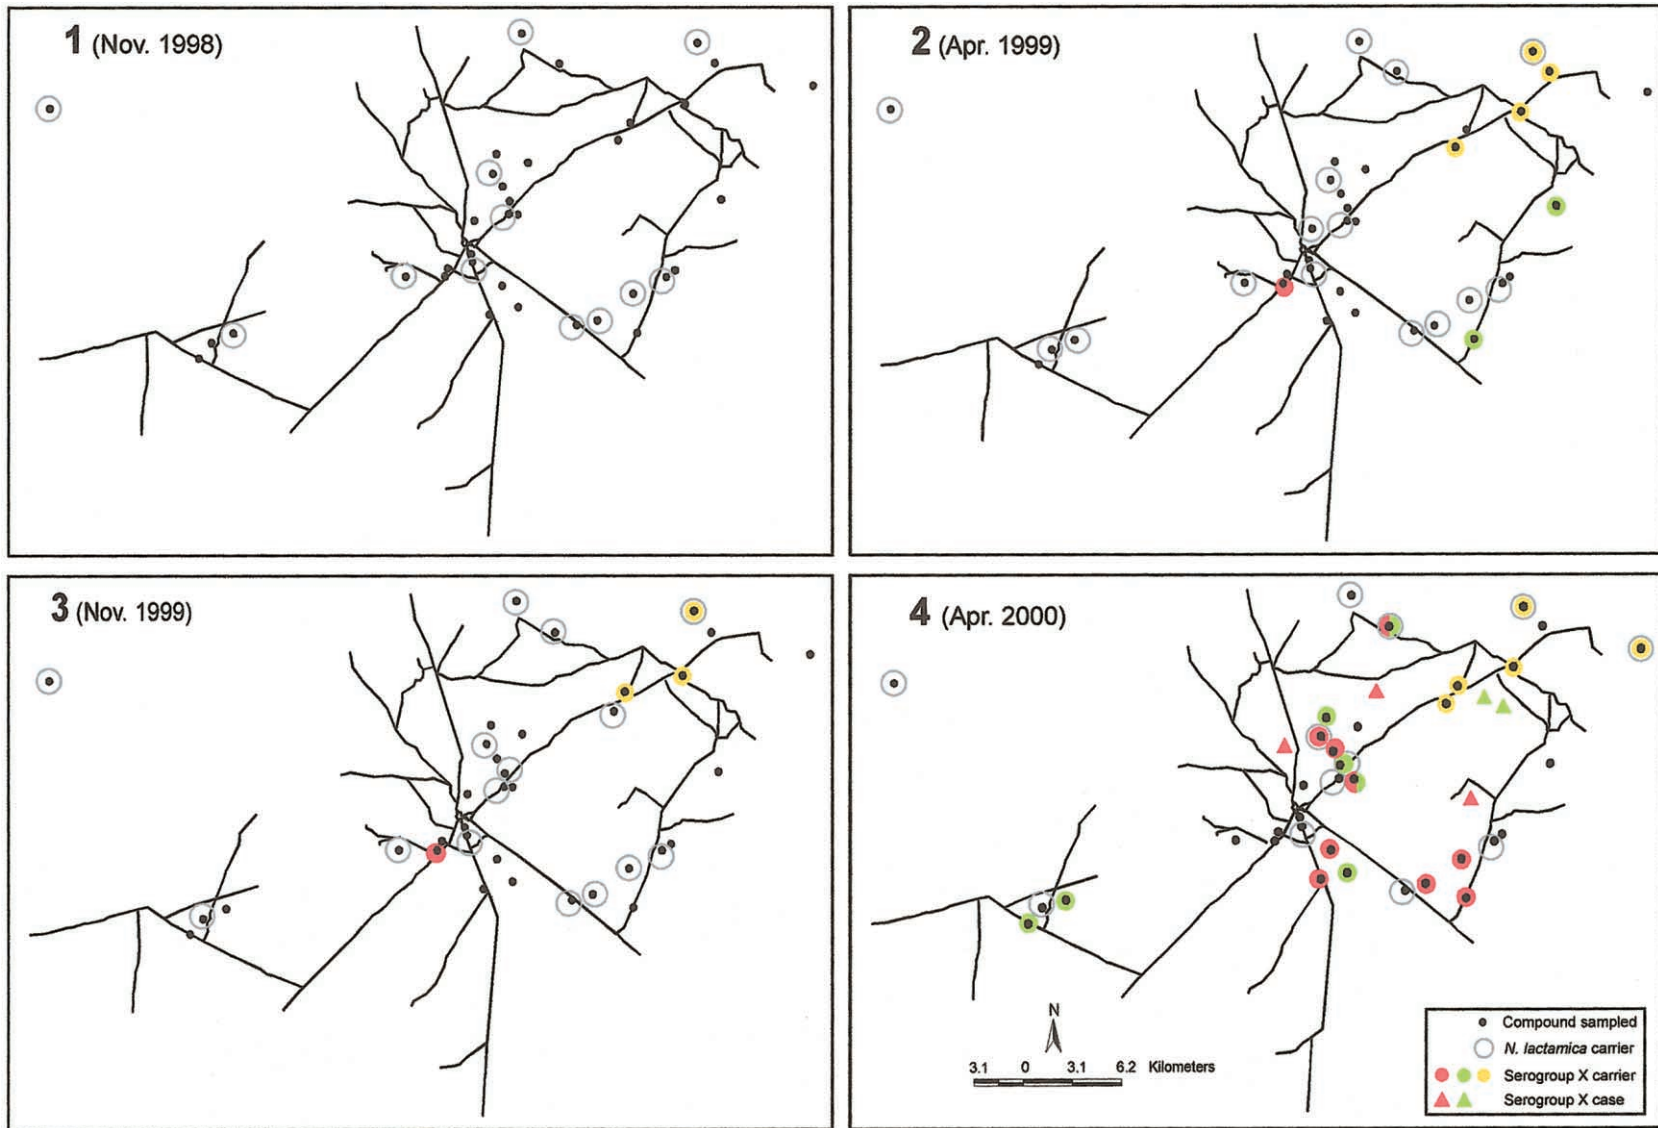 1 (Nov. 1998)
2 (Apr. 1999)
3 (Nov. 1999)
4 (Apr. 2000)
N
3.1 0 3.1 6.2 Kilometers
Compound sampled
N. lactamica carrier
Serogroup X carrier
Serogroup X case